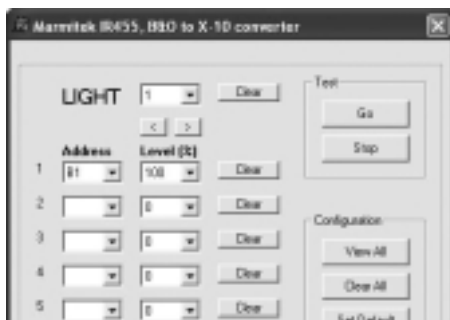 Marmitek IR455, B&O to X-10 converter
LIGHT 1 Clear
< >
Address Level (%)
1 B1 100 Clear
2 0 Clear
3 0 Clear
4 0 Clear
5 0 Clear
Test
Go
Stop
Configuration
View All
Clear All
Set Default